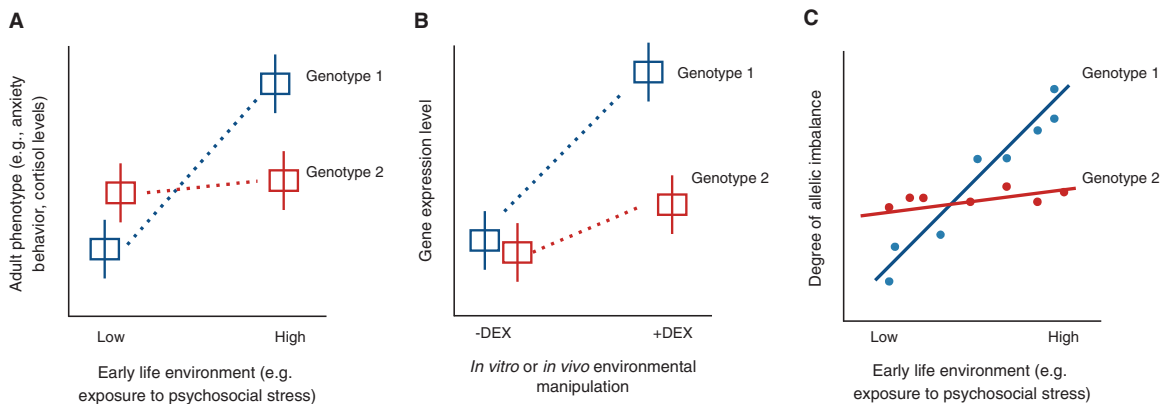 A
Adult phenotype (e.g., anxiety
behavior, cortisol levels)
Genotype 1
Genotype 2
Low
High
Early life environment (e.g.
exposure to psychosocial stress)
B
Gene expression level
Genotype 1
Genotype 2
-DEX
+DEX
In vitro or in vivo environmental
manipulation
C
Degree of allelic imbalance
Genotype 1
Genotype 2
Low
High
Early life environment (e.g.
exposure to psychosocial stress)